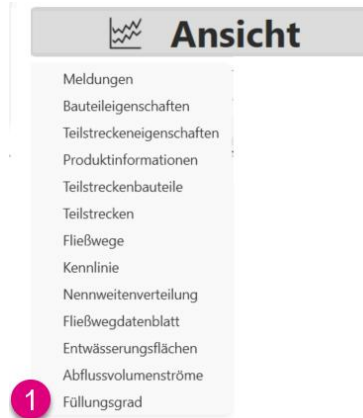 Ansicht
Meldungen
Bauteileigenschaften
Teilstreckeneigenschaften
Produktinformationen
Teilstreckenbauteile
Teilstrecken
Fließwege
Kennlinie
Nennweitenverteilung
Fließwegdatenblatt
Entwässerungsflächen
Abflussvolumenströme
1 Füllungsgrad